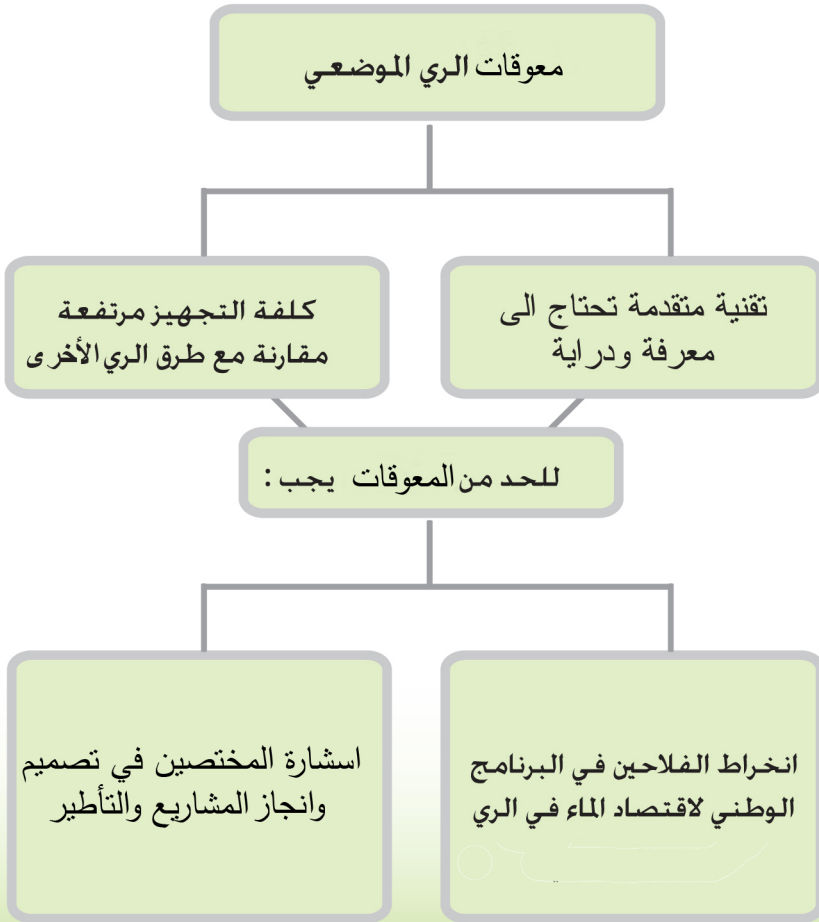 معوقات الري الموضعي
تقنية متقدمة تحتاج الى
معرفة ودراية
كلفة التجهيز مرتفعة
مقارنة مع طرق الري الأخرى
للحد من المعوقات يجب :
انخراط الفلاحين في البرنامج
الوطني لاقتصاد الماء في الري
اسشارة المختصين في تصميم
وانجاز المشاريع والتأطير